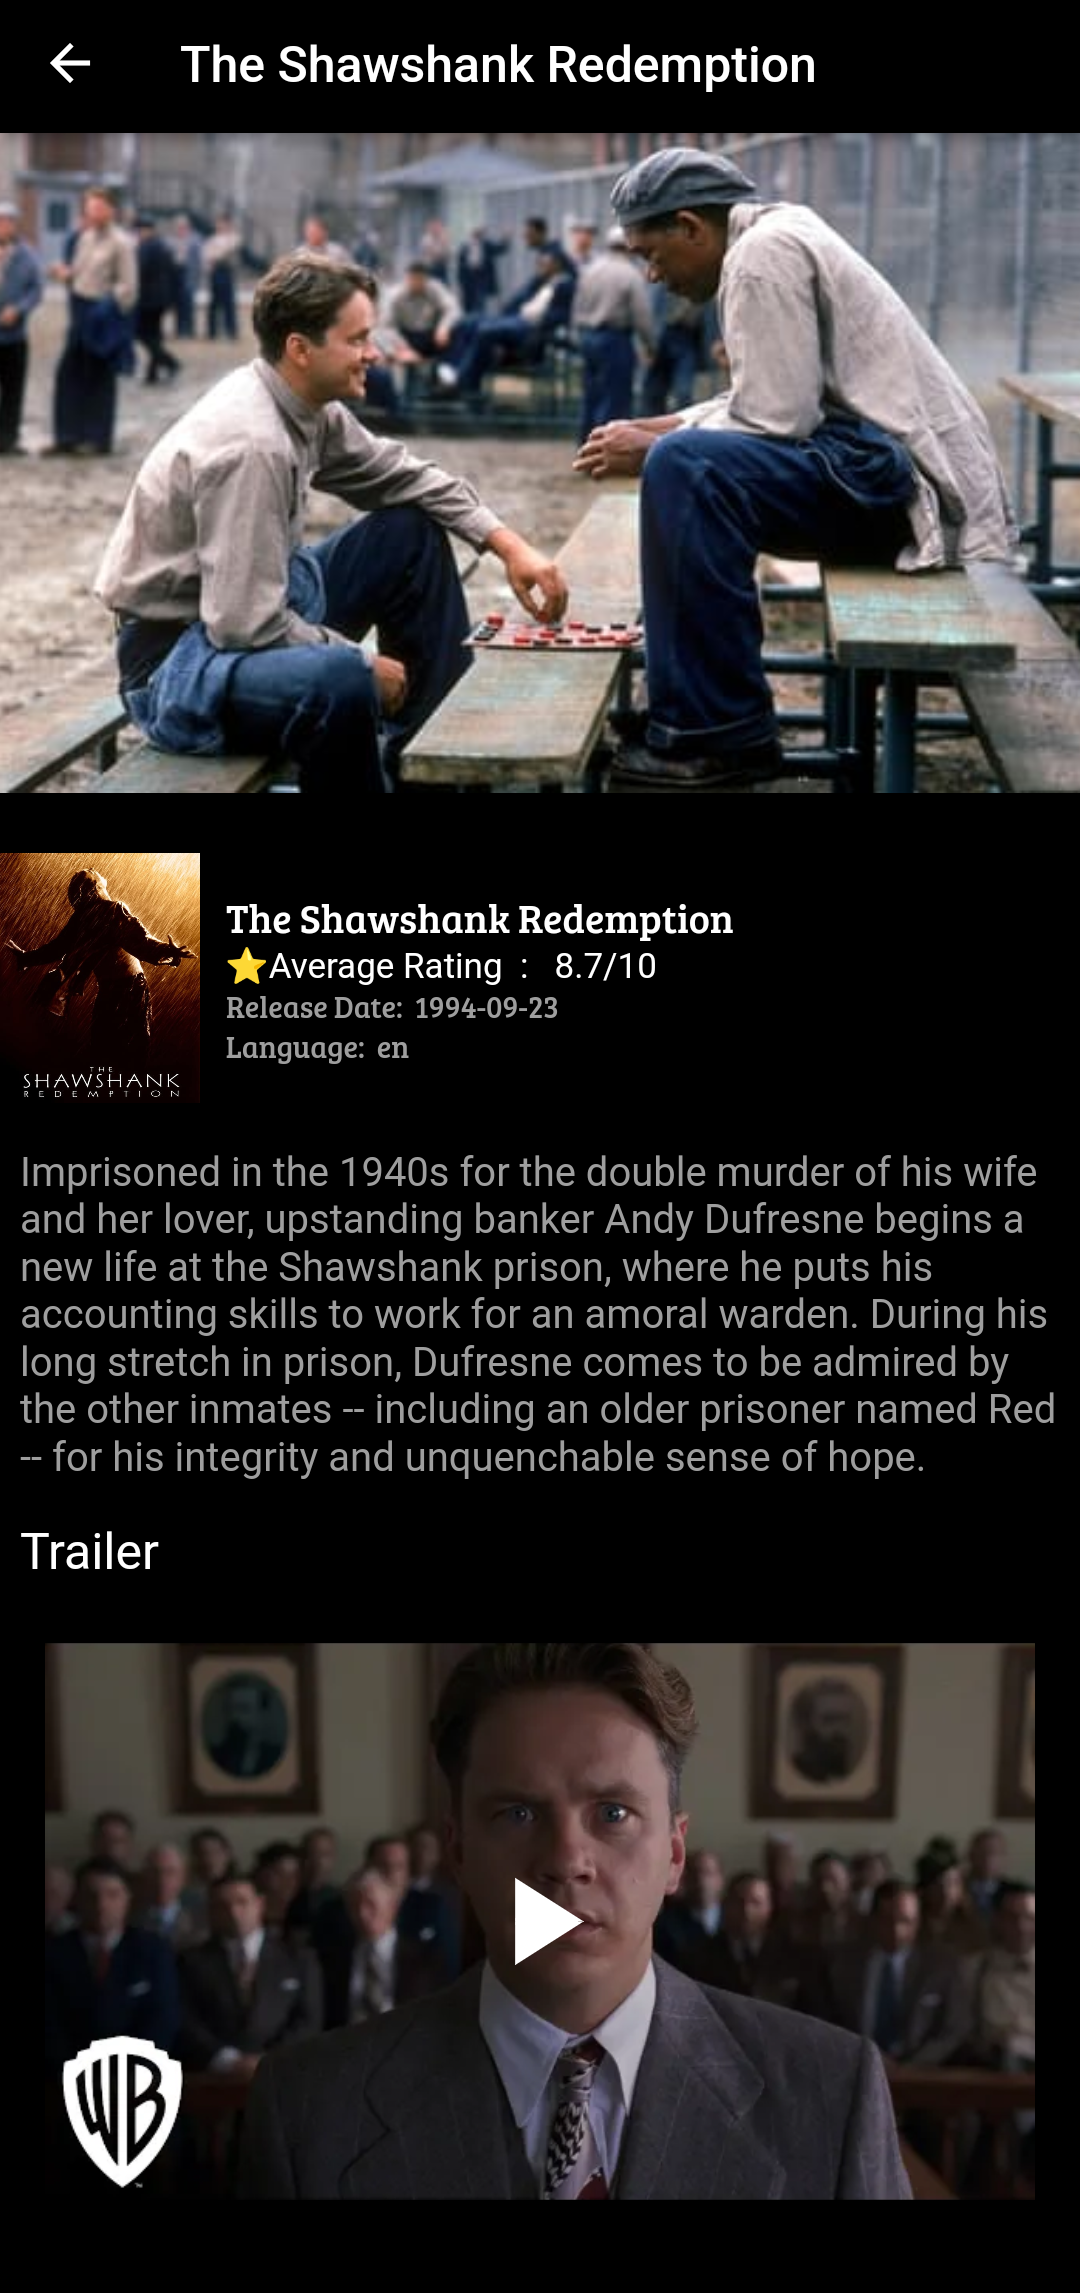 The Shawshank Redemption
The Shawshank Redemption
⭐Average Rating : 8.7/10
Release Date: 1994-09-23
Language: en
THE
SHAWSHANK
REDEMPTION
Imprisoned in the 1940s for the double murder of his wife
and her lover, upstanding banker Andy Dufresne begins a
new life at the Shawshank prison, where he puts his
accounting skills to work for an amoral warden. During his
long stretch in prison, Dufresne comes to be admired by
the other inmates -- including an older prisoner named Red
-- for his integrity and unquenchable sense of hope.
Trailer
WB
™